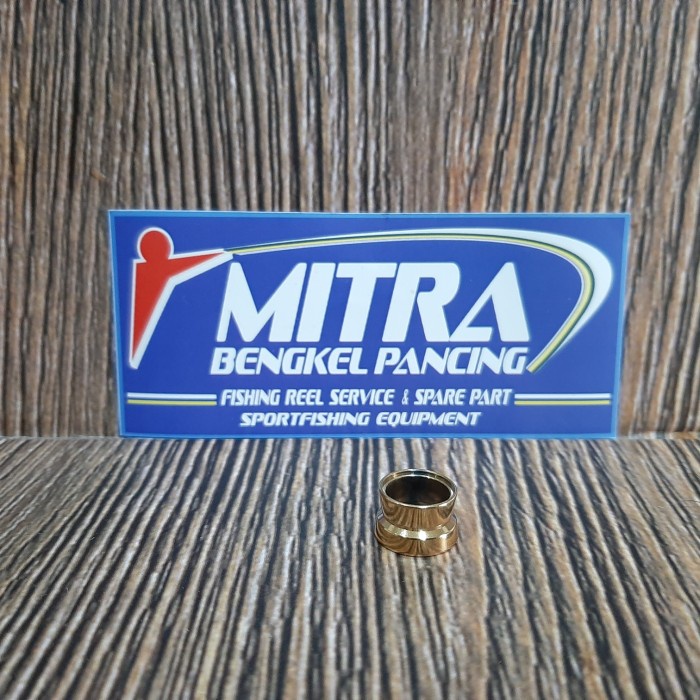 MITRA
BENGKEL PANCING
FISHING REEL SERVICE & SPARE PART
SPORTFISHING EQUIPMENT